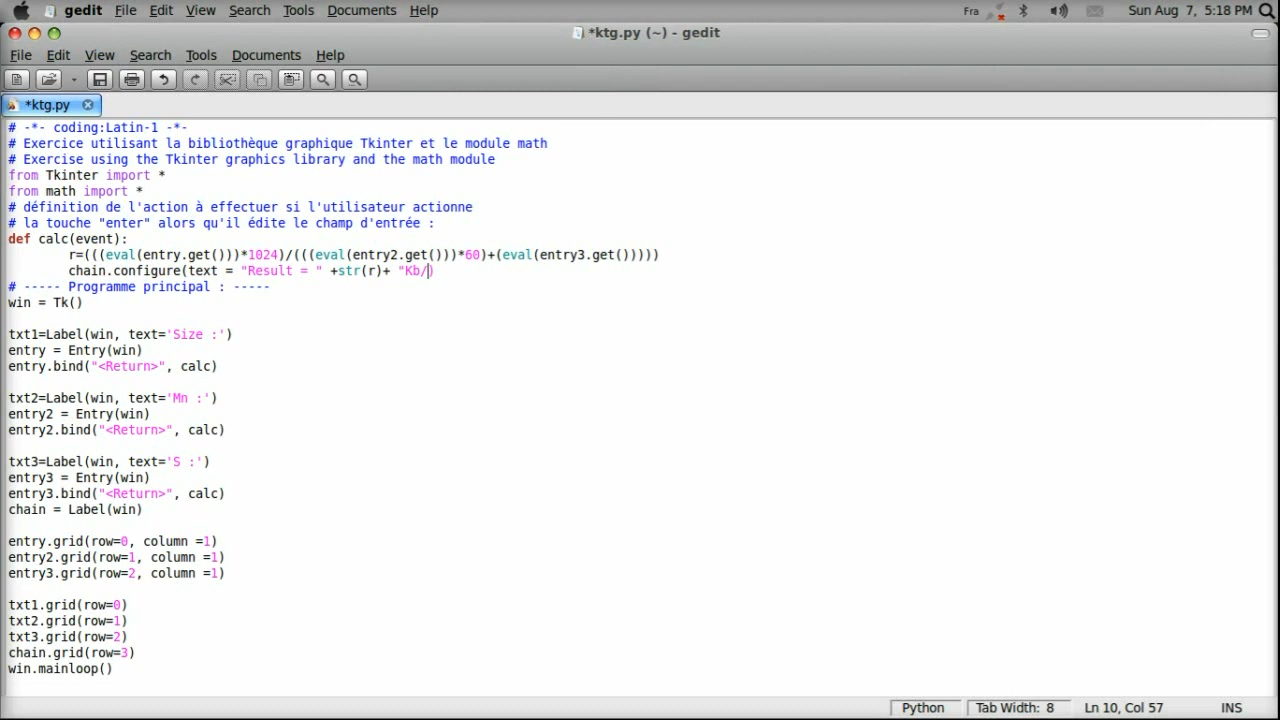 gedit File Edit View Search Tools Documents Help Fra Sun Aug 7, 5:18 PM
*ktg.py (~) - gedit
File Edit View Search Tools Documents Help
*ktg.py
# -*- coding:Latin-1 -*-
# Exercice utilisant la bibliothèque graphique Tkinter et le module math
# Exercise using the Tkinter graphics library and the math module
from Tkinter import *
from math import *
# définition de l'action à effectuer si l'utilisateur actionne
# la touche "enter" alors qu'il édite le champ d'entrée :
def calc(event):
r=(((eval(entry.get()))*1024)/(((eval(entry2.get()))*60)+(eval(entry3.get()))))
chain.configure(text = "Result = " +str(r)+ "Kb/)
# ----- Programme principal : -----
win = Tk()
txt1=Label(win, text='Size :')
entry = Entry(win)
entry.bind("<Return>", calc)
txt2=Label(win, text='Mn :')
entry2 = Entry(win)
entry2.bind("<Return>", calc)
txt3=Label(win, text='S :')
entry3 = Entry(win)
entry3.bind("<Return>", calc)
chain = Label(win)
entry.grid(row=0, column =1)
entry2.grid(row=1, column =1)
entry3.grid(row=2, column =1)
txt1.grid(row=0)
txt2.grid(row=1)
txt3.grid(row=2)
chain.grid(row=3)
win.mainloop()
Python Tab Width: 8 Ln 10, Col 57 INS